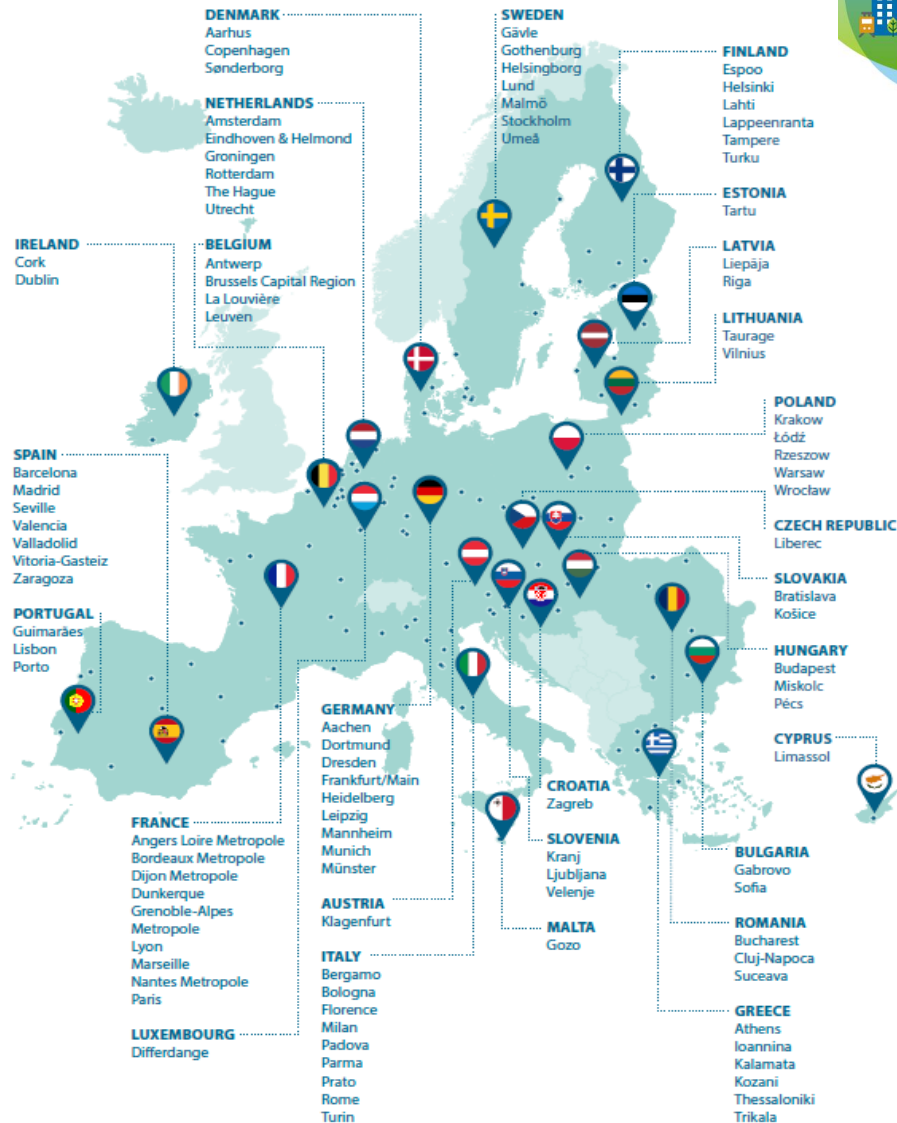 DENMARK
Aarhus
Copenhagen
Sønderborg
SWEDEN
Gävle
Gothenburg
Helsingborg
Lund
Malmö
Stockholm
Umeå
FINLAND
Espoo
Helsinki
Lahti
Lappeenranta
Tampere
Turku
NETHERLANDS
Amsterdam
Eindhoven & Helmond
Groningen
Rotterdam
The Hague
Utrecht
ESTONIA
Tartu
IRELAND
Cork
Dublin
BELGIUM
Antwerp
Brussels Capital Region
La Louvière
Leuven
LATVIA
Liepāja
Riga
LITHUANIA
Taurage
Vilnius
POLAND
Krakow
Łódź
Rzeszow
Warsaw
Wrocław
SPAIN
Barcelona
Madrid
Seville
Valencia
Valladolid
Vitoria-Gasteiz
Zaragoza
CZECH REPUBLIC
Liberec
SLOVAKIA
Bratislava
Košice
PORTUGAL
Guimarães
Lisbon
Porto
HUNGARY
Budapest
Miskolc
Pécs
GERMANY
Aachen
Dortmund
Dresden
Frankfurt/Main
Heidelberg
Leipzig
Mannheim
Munich
Münster
CYPRUS
Limassol
CROATIA
Zagreb
FRANCE
Angers Loire Metropole
Bordeaux Metropole
Dijon Metropole
Dunkerque
Grenoble-Alpes
Metropole
Lyon
Marseille
Nantes Metropole
Paris
SLOVENIA
Kranj
Ljubljana
Velenje
BULGARIA
Gabrovo
Sofia
AUSTRIA
Klagenfurt
MALTA
Gozo
ROMANIA
Bucharest
Cluj-Napoca
Suceava
ITALY
Bergamo
Bologna
Florence
Milan
Padova
Parma
Prato
Rome
Turin
LUXEMBOURG
Differdange
GREECE
Athens
Ioannina
Kalamata
Kozani
Thessaloniki
Trikala